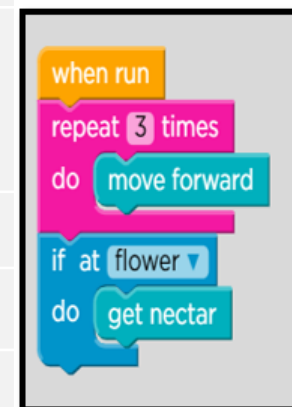 when run
repeat 3 times
do move forward
if at flower
do get nectar